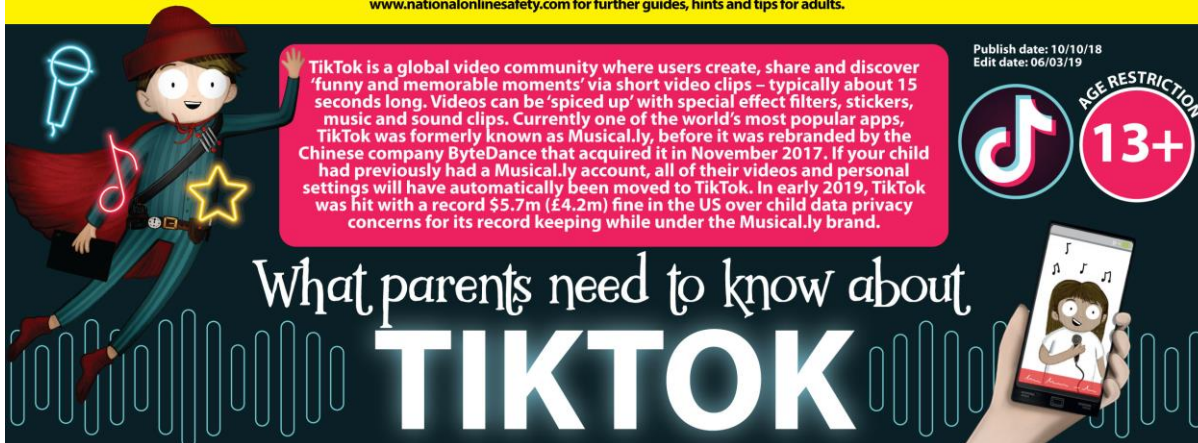 www.nationalonlinesafety.com for further guides, hints and tips for adults.
TikTok is a global video community where users create, share and discover
‘funny and memorable moments’ via short video clips – typically about 15
seconds long. Videos can be ‘spiced up’ with special effect filters, stickers,
music and sound clips. Currently one of the world’s most popular apps,
TikTok was formerly known as Musical.ly, before it was rebranded by the
Chinese company ByteDance that acquired it in November 2017. If your child
had previously had a Musical.ly account, all of their videos and personal
settings will have automatically been moved to TikTok. In early 2019, TikTok
was hit with a record $5.7m (£4.2m) fine in the US over child data privacy
concerns for its record keeping while under the Musical.ly brand.
Publish date: 10/10/18
Edit date: 06/03/19
AGE RESTRICTION
13+
What parents need to know about
TIKTOK